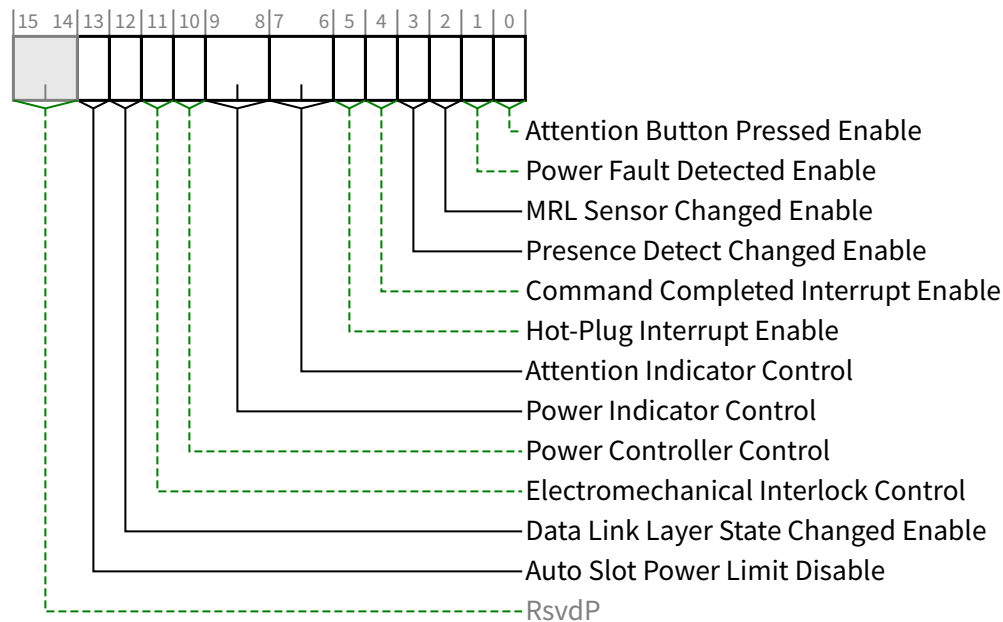 15 14 13 12 11 10 9 8 7 6 5 4 3 2 1 0
Attention Button Pressed Enable
Power Fault Detected Enable
MRL Sensor Changed Enable
Presence Detect Changed Enable
Command Completed Interrupt Enable
Hot-Plug Interrupt Enable
Attention Indicator Control
Power Indicator Control
Power Controller Control
Electromechanical Interlock Control
Data Link Layer State Changed Enable
Auto Slot Power Limit Disable
RsvdP